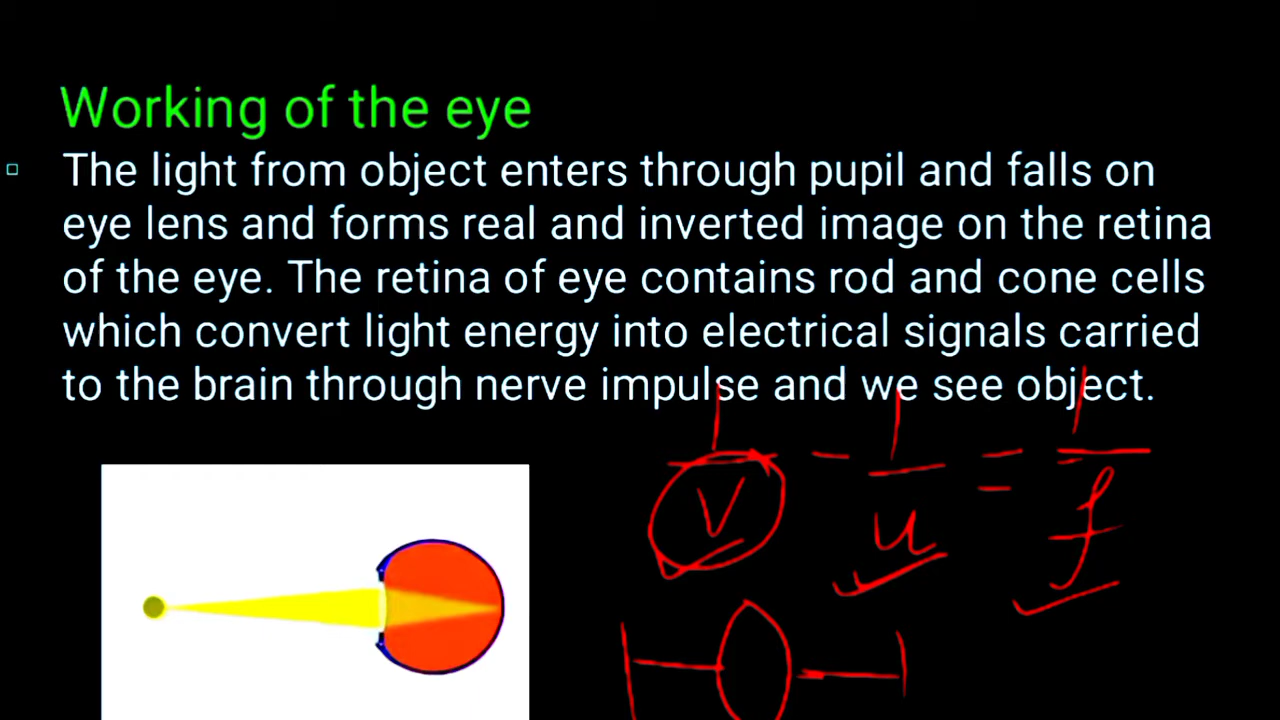 Working of the eye
The light from object enters through pupil and falls on
eye lens and forms real and inverted image on the retina
of the eye. The retina of eye contains rod and cone cells
which convert light energy into electrical signals carried
to the brain through nerve impulse and we see object.
1/V - 1/u = 1/f